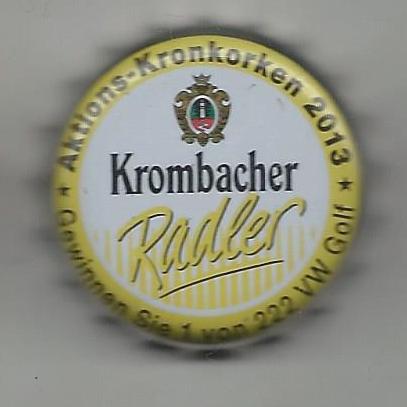 ★ Aktions-Kronkorken 2013 ★
Krombacher
Radler
Gewinnen Sie 1 von 222 VW Golf